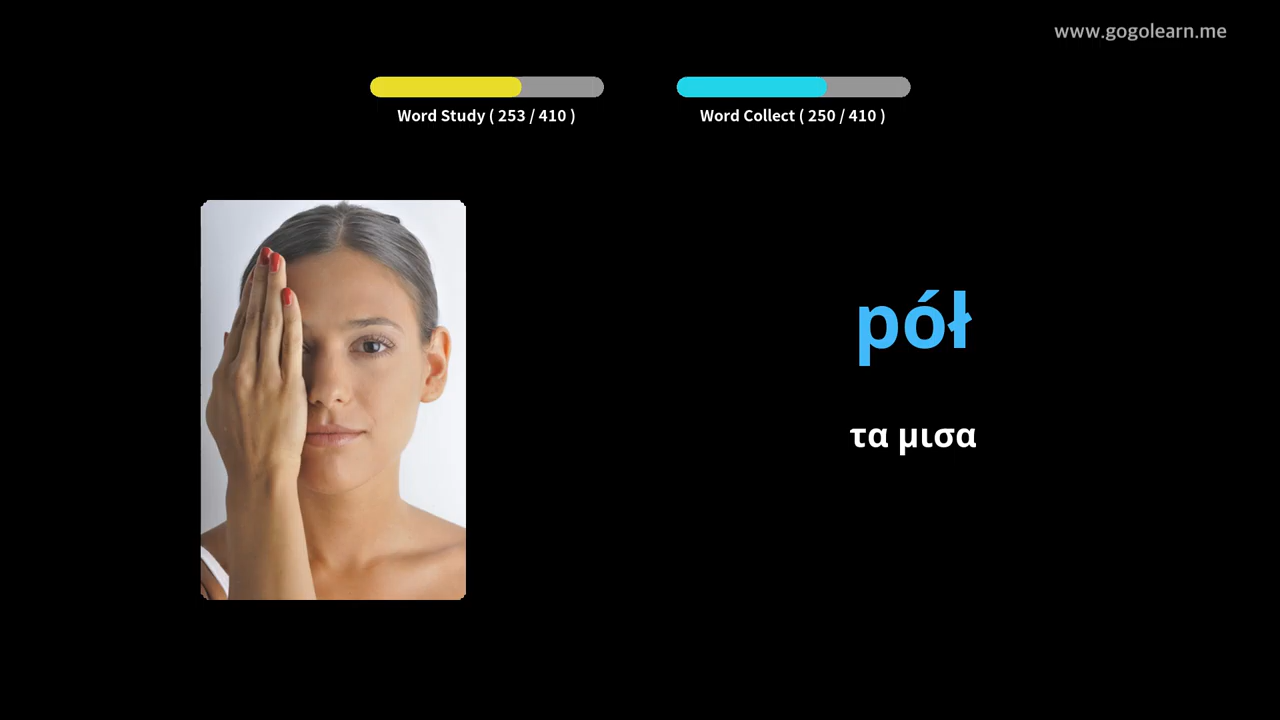 www.gogolearn.me
Word Study ( 253 / 410 )
Word Collect ( 250 / 410 )
pół
τα μισα